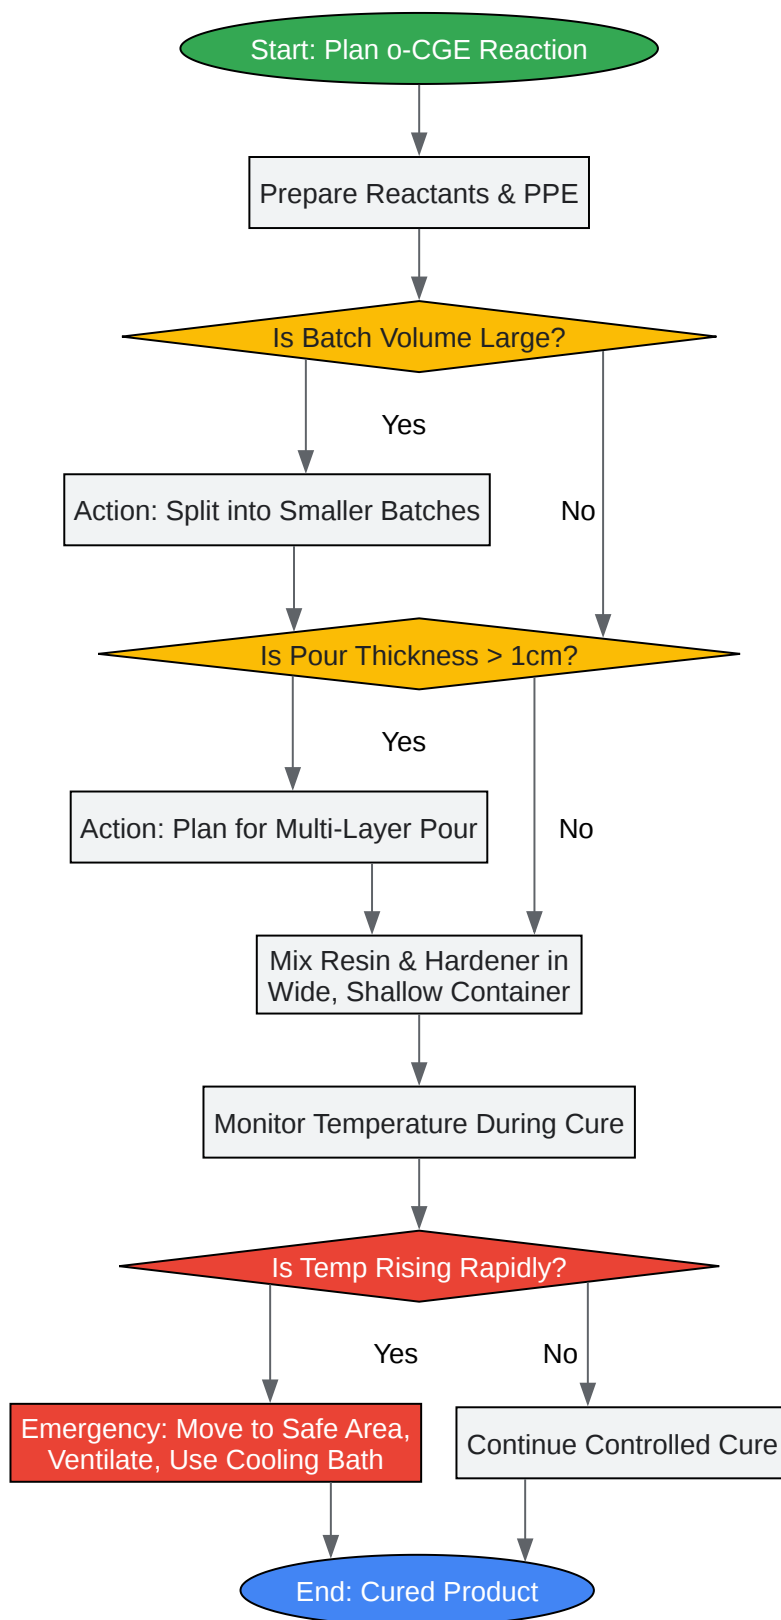 Start: Plan o-CGE Reaction
Prepare Reactants & PPE
Is Batch Volume Large?
Yes
Action: Split into Smaller Batches
No
Is Pour Thickness > 1cm?
Yes
Action: Plan for Multi-Layer Pour
No
Mix Resin & Hardener in
Wide, Shallow Container
Monitor Temperature During Cure
Is Temp Rising Rapidly?
Yes
No
Emergency: Move to Safe Area,
Ventilate, Use Cooling Bath
Continue Controlled Cure
End: Cured Product